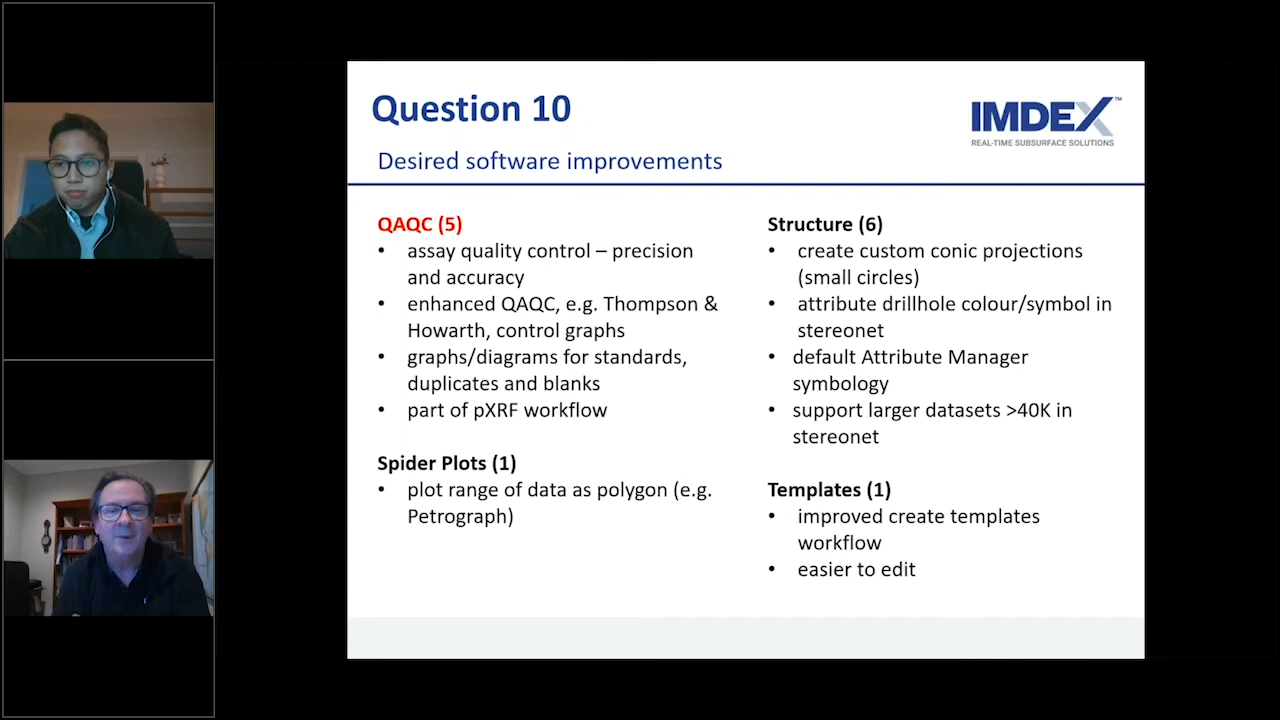 Question 10
IMDEX™
REAL-TIME SUBSURFACE SOLUTIONS
Desired software improvements
QAQC (5)
• assay quality control – precision
and accuracy
• enhanced QAQC, e.g. Thompson &
Howarth, control graphs
• graphs/diagrams for standards,
duplicates and blanks
• part of pXRF workflow
Spider Plots (1)
• plot range of data as polygon (e.g.
Petrograph)
Structure (6)
• create custom conic projections
(small circles)
• attribute drillhole colour/symbol in
stereonet
• default Attribute Manager
symbology
• support larger datasets >40K in
stereonet
Templates (1)
• improved create templates
workflow
• easier to edit